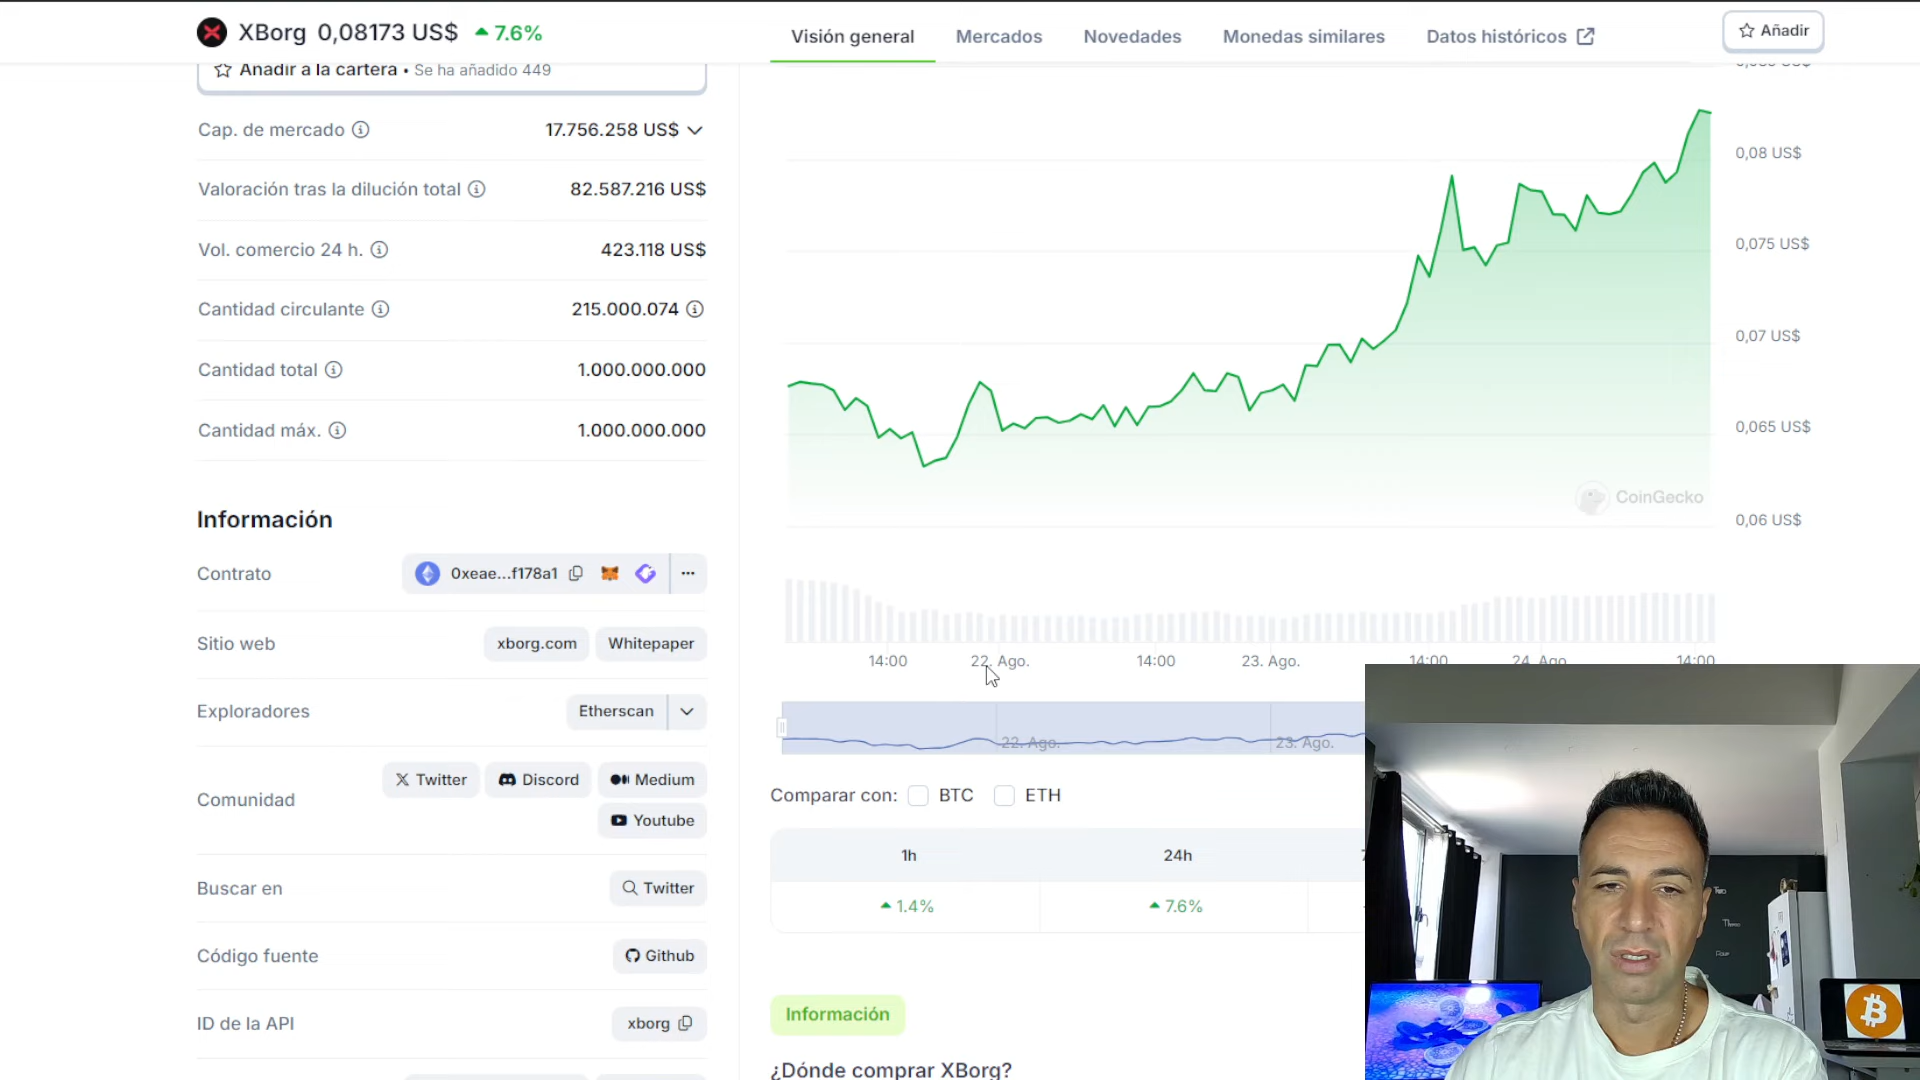 XBorg 0,08173 US$ 7.6%
Visión general
Mercados
Novedades
Monedas similares
Datos históricos
Añadir
Añadir a la cartera • Se ha añadido 449
Cap. de mercado 17.756.258 US$
Valoración tras la dilución total 82.587.216 US$
Vol. comercio 24 h. 423.118 US$
Cantidad circulante 215.000.074
Cantidad total 1.000.000.000
Cantidad máx. 1.000.000.000
Información
Contrato 0xeae...f178a1
Sitio web xborg.com Whitepaper
Exploradores Etherscan
Comunidad Twitter Discord Medium
Youtube
Buscar en Twitter
Código fuente Github
ID de la API xborg
0,08 US$
0,075 US$
0,07 US$
0,065 US$
CoinGecko
0,06 US$
14:00 22. Ago. 14:00 23. Ago. 14:00 24. Ago. 14:00
22. Ago. 23. Ago.
Comparar con: BTC ETH
1h 24h
1.4% 7.6%
Información
¿Dónde comprar XBorg?